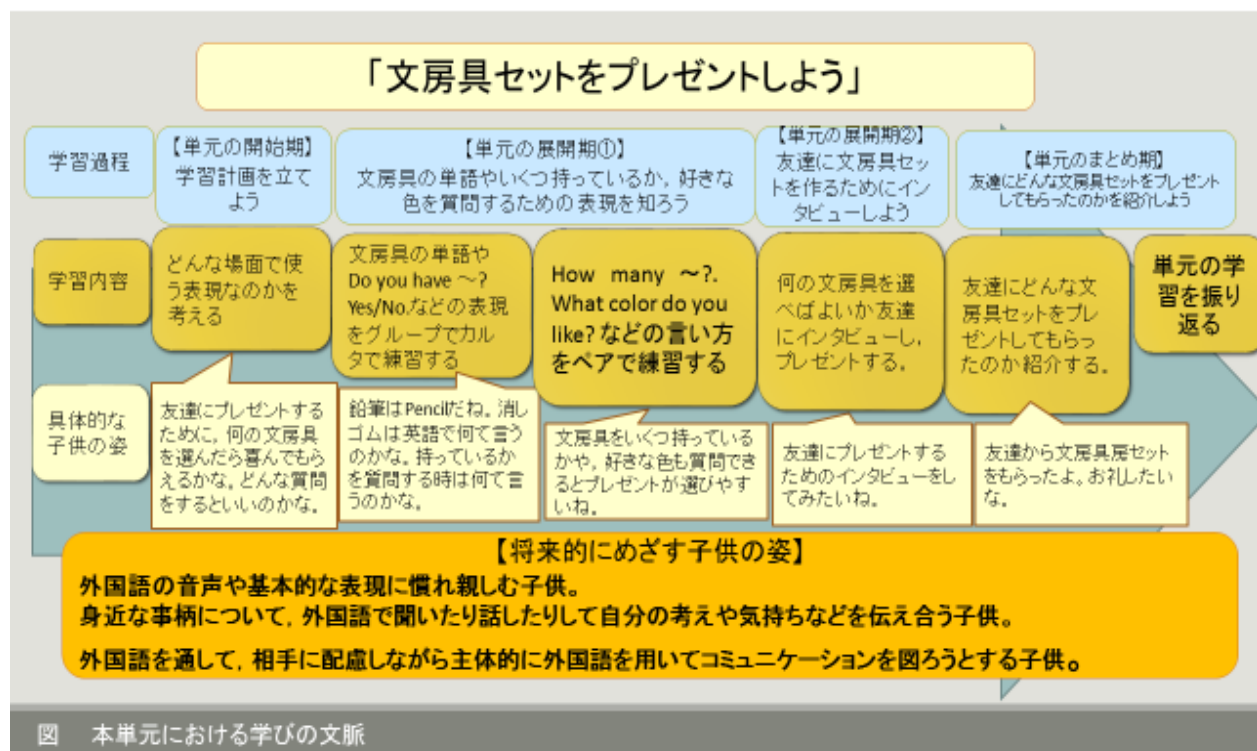 「文房具セットをプレゼントしよう」
学習過程
【単元の開始期】
学習計画を立て
よう
【単元の展開期①】
文房具の単語やいくつ持っているか，好きな
色を質問するための表現を知ろう
【単元の展開期②】
友達に文房具セッ
トを作るためにイン
タビューしよう
【単元のまとめ期】
友達にどんな文房具セットをプレゼント
してもらったのかを紹介しよう
学習内容
どんな場面で使
う表現なのかを
考える
文房具の単語や
Do you have ～?
Yes/No.などの表現
をグループでカル
タで練習する
How many ～?.
What color do you
like? などの言い方
をペアで練習する
何の文房具を選
べばよいか友達
にインタビューし，
プレゼントする。
友達にどんな文
房具セットをプレ
ゼントしてもらっ
たのか紹介する。
単元の学
習を振り
返る
具体的な
子供の姿
友達にプレゼントする
ために，何の文房具
を選んだら喜んでもら
えるかな。どんな質問
をするといいのかな。
鉛筆はPencilだね。消し
ゴムは英語で何て言う
のかな。持っているか
を質問する時は何て言
うのかな。
文房具をいくつ持っている
かや，好きな色も質問でき
るとプレゼントが選びやす
いね。
友達にプレゼントす
るためのインタビューをし
てみたいね。
友達から文房具房セット
をもらったよ。お礼したい
な。
【将来的にめざす子供の姿】
外国語の音声や基本的な表現に慣れ親しむ子供。
身近な事柄について，外国語で聞いたり話したりして自分の考えや気持ちなどを伝え合う子供。
外国語を通して，相手に配慮しながら主体的に外国語を用いてコミュニケーションを図ろうとする子供。
図　本単元における学びの文脈